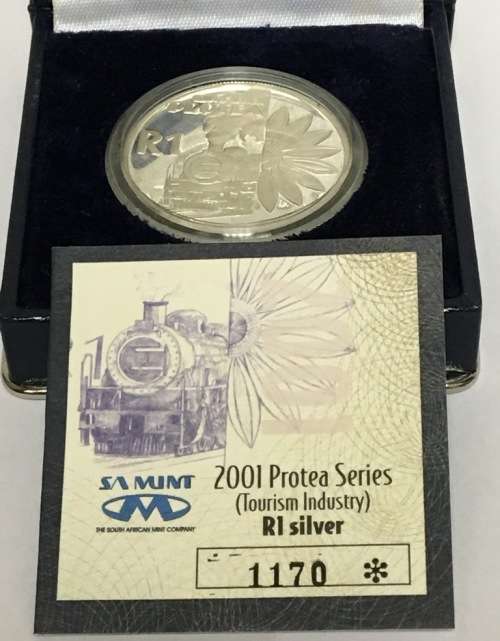 R1
SA MINT
THE SOUTH AFRICAN MINT COMPANY
2001 Protea Series
(Tourism Industry)
R1 silver
1170 *